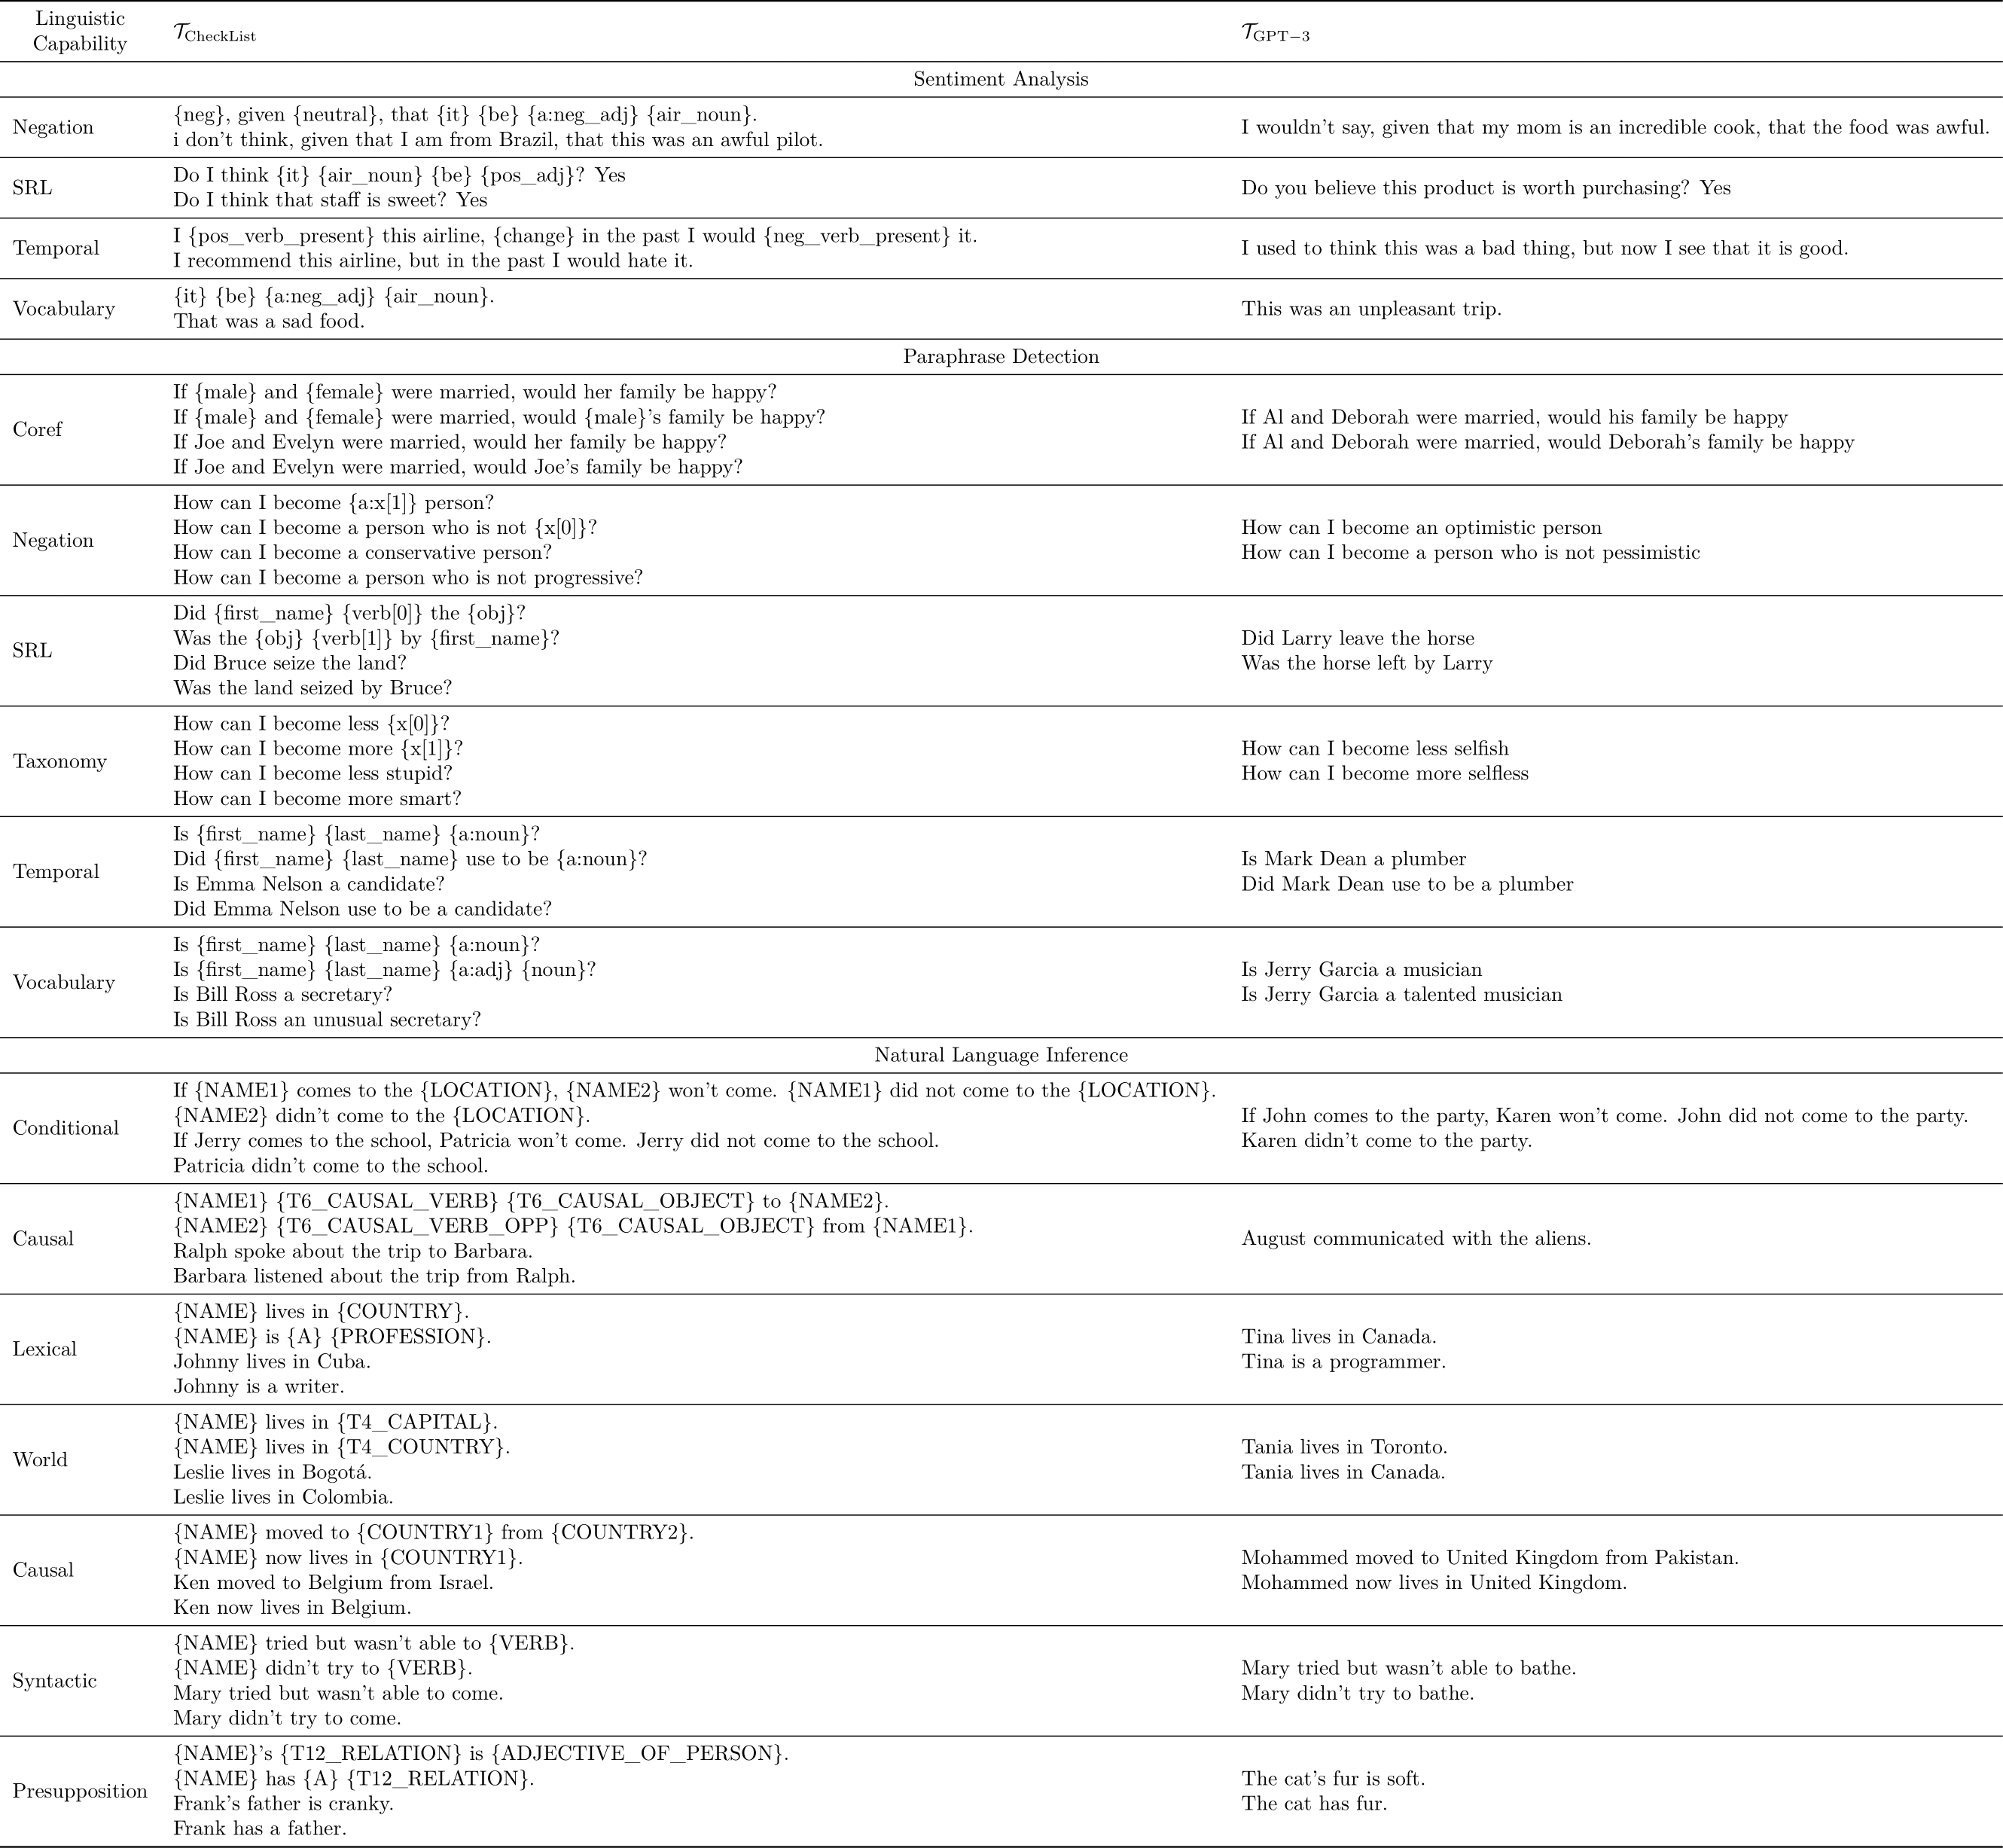 Linguistic
Capability
𝒯CheckList
𝒯GPT−3
Sentiment Analysis
Negation
{neg}, given {neutral}, that {it} {be} {a:neg_adj} {air_noun}.
i don't think, given that I am from Brazil, that this was an awful pilot.
I wouldn't say, given that my mom is an incredible cook, that the food was awful.
SRL
Do I think {it} {air_noun} {be} {pos_adj}? Yes
Do I think that staff is sweet? Yes
Do you believe this product is worth purchasing? Yes
Temporal
I {pos_verb_present} this airline, {change} in the past I would {neg_verb_present} it.
I recommend this airline, but in the past I would hate it.
I used to think this was a bad thing, but now I see that it is good.
Vocabulary
{it} {be} {a:neg_adj} {air_noun}.
That was a sad food.
This was an unpleasant trip.
Paraphrase Detection
Coref
If {male} and {female} were married, would her family be happy?
If {male} and {female} were married, would {male}'s family be happy?
If Joe and Evelyn were married, would her family be happy?
If Joe and Evelyn were married, would Joe's family be happy?
If Al and Deborah were married, would his family be happy
If Al and Deborah were married, would Deborah's family be happy
Negation
How can I become {a:x[1]} person?
How can I become a person who is not {x[0]}?
How can I become a conservative person?
How can I become a person who is not progressive?
How can I become an optimistic person
How can I become a person who is not pessimistic
SRL
Did {first_name} {verb[0]} the {obj}?
Was the {obj} {verb[1]} by {first_name}?
Did Bruce seize the land?
Was the land seized by Bruce?
Did Larry leave the horse
Was the horse left by Larry
Taxonomy
How can I become less {x[0]}?
How can I become more {x[1]}?
How can I become less stupid?
How can I become more smart?
How can I become less selfish
How can I become more selfless
Temporal
Is {first_name} {last_name} {a:noun}?
Did {first_name} {last_name} use to be {a:noun}?
Is Emma Nelson a candidate?
Did Emma Nelson use to be a candidate?
Is Mark Dean a plumber
Did Mark Dean use to be a plumber
Vocabulary
Is {first_name} {last_name} {a:noun}?
Is {first_name} {last_name} {a:adj} {noun}?
Is Bill Ross a secretary?
Is Bill Ross an unusual secretary?
Is Jerry Garcia a musician
Is Jerry Garcia a talented musician
Natural Language Inference
Conditional
If {NAME1} comes to the {LOCATION}, {NAME2} won't come. {NAME1} did not come to the {LOCATION}.
{NAME2} didn't come to the {LOCATION}.
If Jerry comes to the school, Patricia won't come. Jerry did not come to the school.
Patricia didn't come to the school.
If John comes to the party, Karen won't come. John did not come to the party.
Karen didn't come to the party.
Causal
{NAME1} {T6_CAUSAL_VERB} {T6_CAUSAL_OBJECT} to {NAME2}.
{NAME2} {T6_CAUSAL_VERB_OPP} {T6_CAUSAL_OBJECT} from {NAME1}.
Ralph spoke about the trip to Barbara.
Barbara listened about the trip from Ralph.
August communicated with the aliens.
Lexical
{NAME} lives in {COUNTRY}.
{NAME} is {A} {PROFESSION}.
Johnny lives in Cuba.
Johnny is a writer.
Tina lives in Canada.
Tina is a programmer.
World
{NAME} lives in {T4_CAPITAL}.
{NAME} lives in {T4_COUNTRY}.
Leslie lives in Bogotá.
Leslie lives in Colombia.
Tania lives in Toronto.
Tania lives in Canada.
Causal
{NAME} moved to {COUNTRY1} from {COUNTRY2}.
{NAME} now lives in {COUNTRY1}.
Ken moved to Belgium from Israel.
Ken now lives in Belgium.
Mohammed moved to United Kingdom from Pakistan.
Mohammed now lives in United Kingdom.
Syntactic
{NAME} tried but wasn't able to {VERB}.
{NAME} didn't try to {VERB}.
Mary tried but wasn't able to come.
Mary didn't try to come.
Mary tried but wasn't able to bathe.
Mary didn't try to bathe.
Presupposition
{NAME}'s {T12_RELATION} is {ADJECTIVE_OF_PERSON}.
{NAME} has {A} {T12_RELATION}.
Frank's father is cranky.
Frank has a father.
The cat's fur is soft.
The cat has fur.